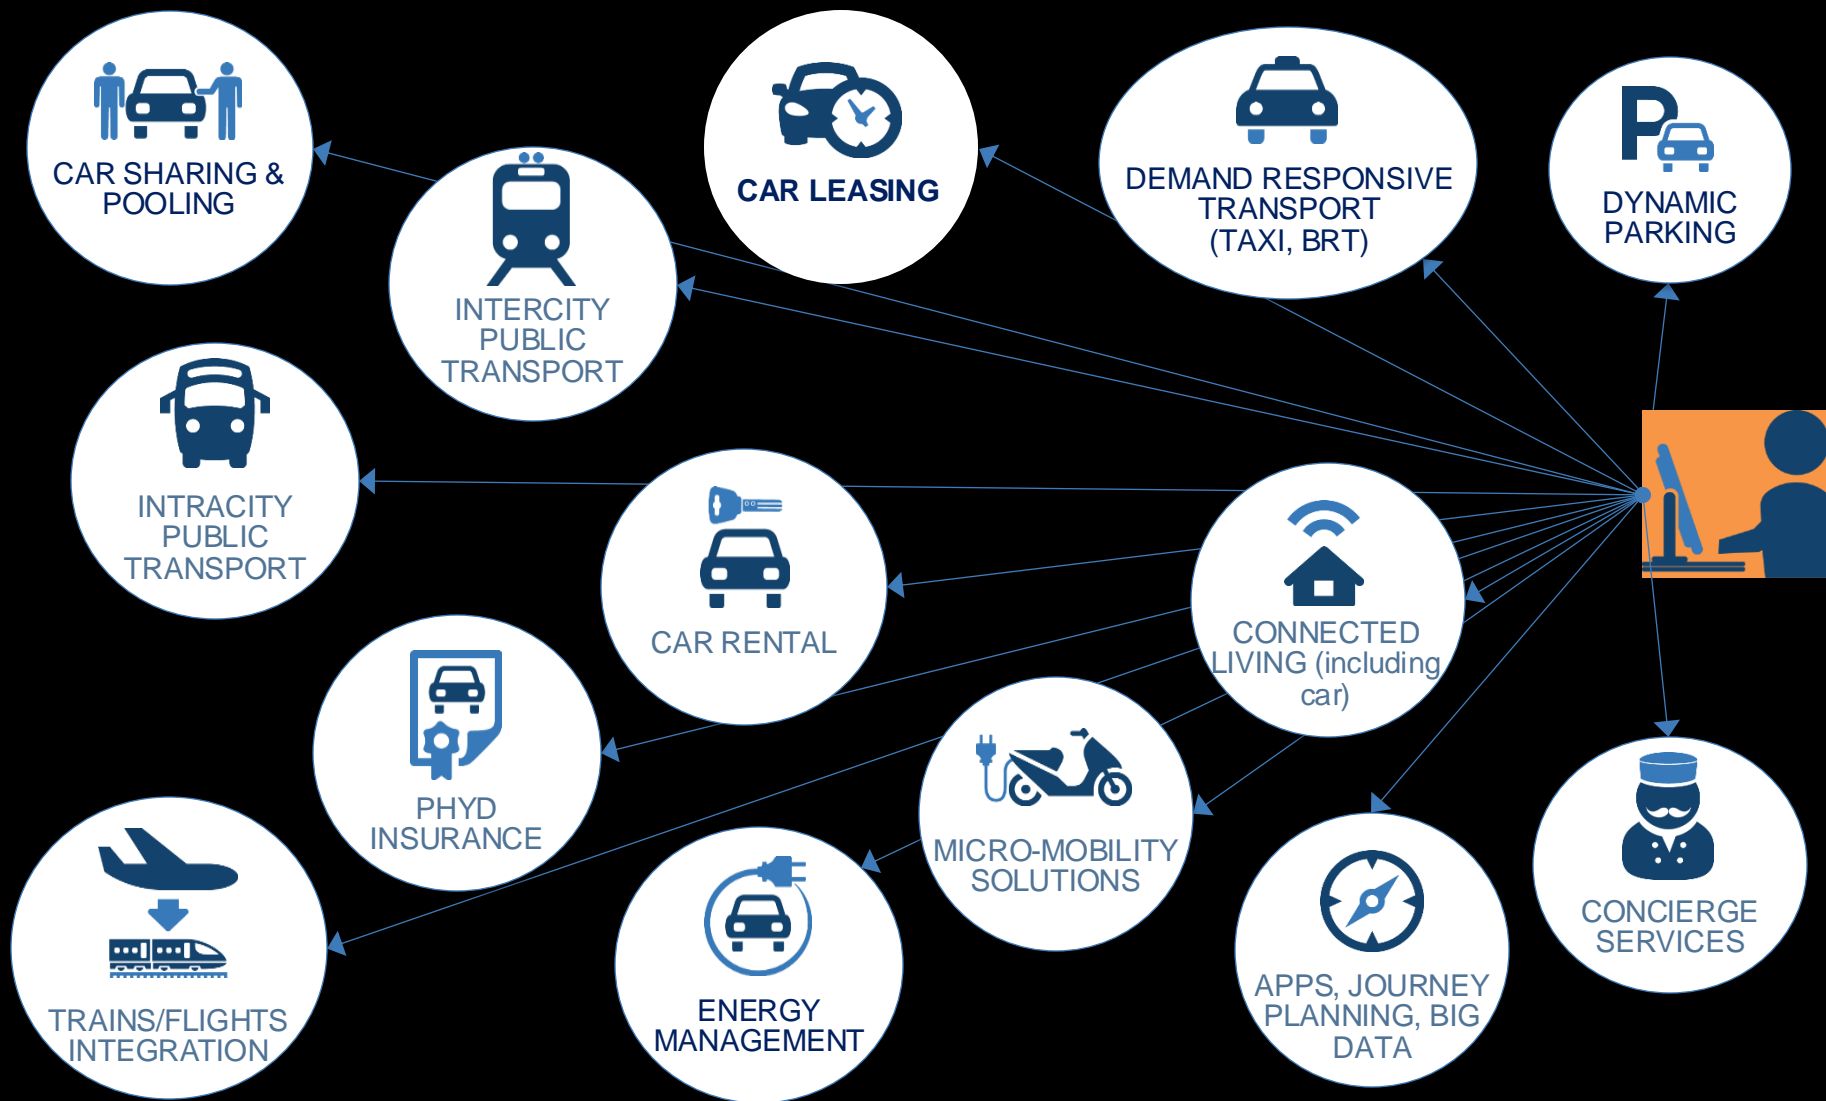 CAR SHARING &
POOLING
CAR LEASING
DEMAND RESPONSIVE
TRANSPORT
(TAXI, BRT)
P
DYNAMIC
PARKING
INTERCITY
PUBLIC
TRANSPORT
INTRACITY
PUBLIC
TRANSPORT
CAR RENTAL
CONNECTED
LIVING (including
car)
PHYD
INSURANCE
MICRO-MOBILITY
SOLUTIONS
CONCIERGE
SERVICES
TRAINS/FLIGHTS
INTEGRATION
ENERGY
MANAGEMENT
APPS, JOURNEY
PLANNING, BIG
DATA